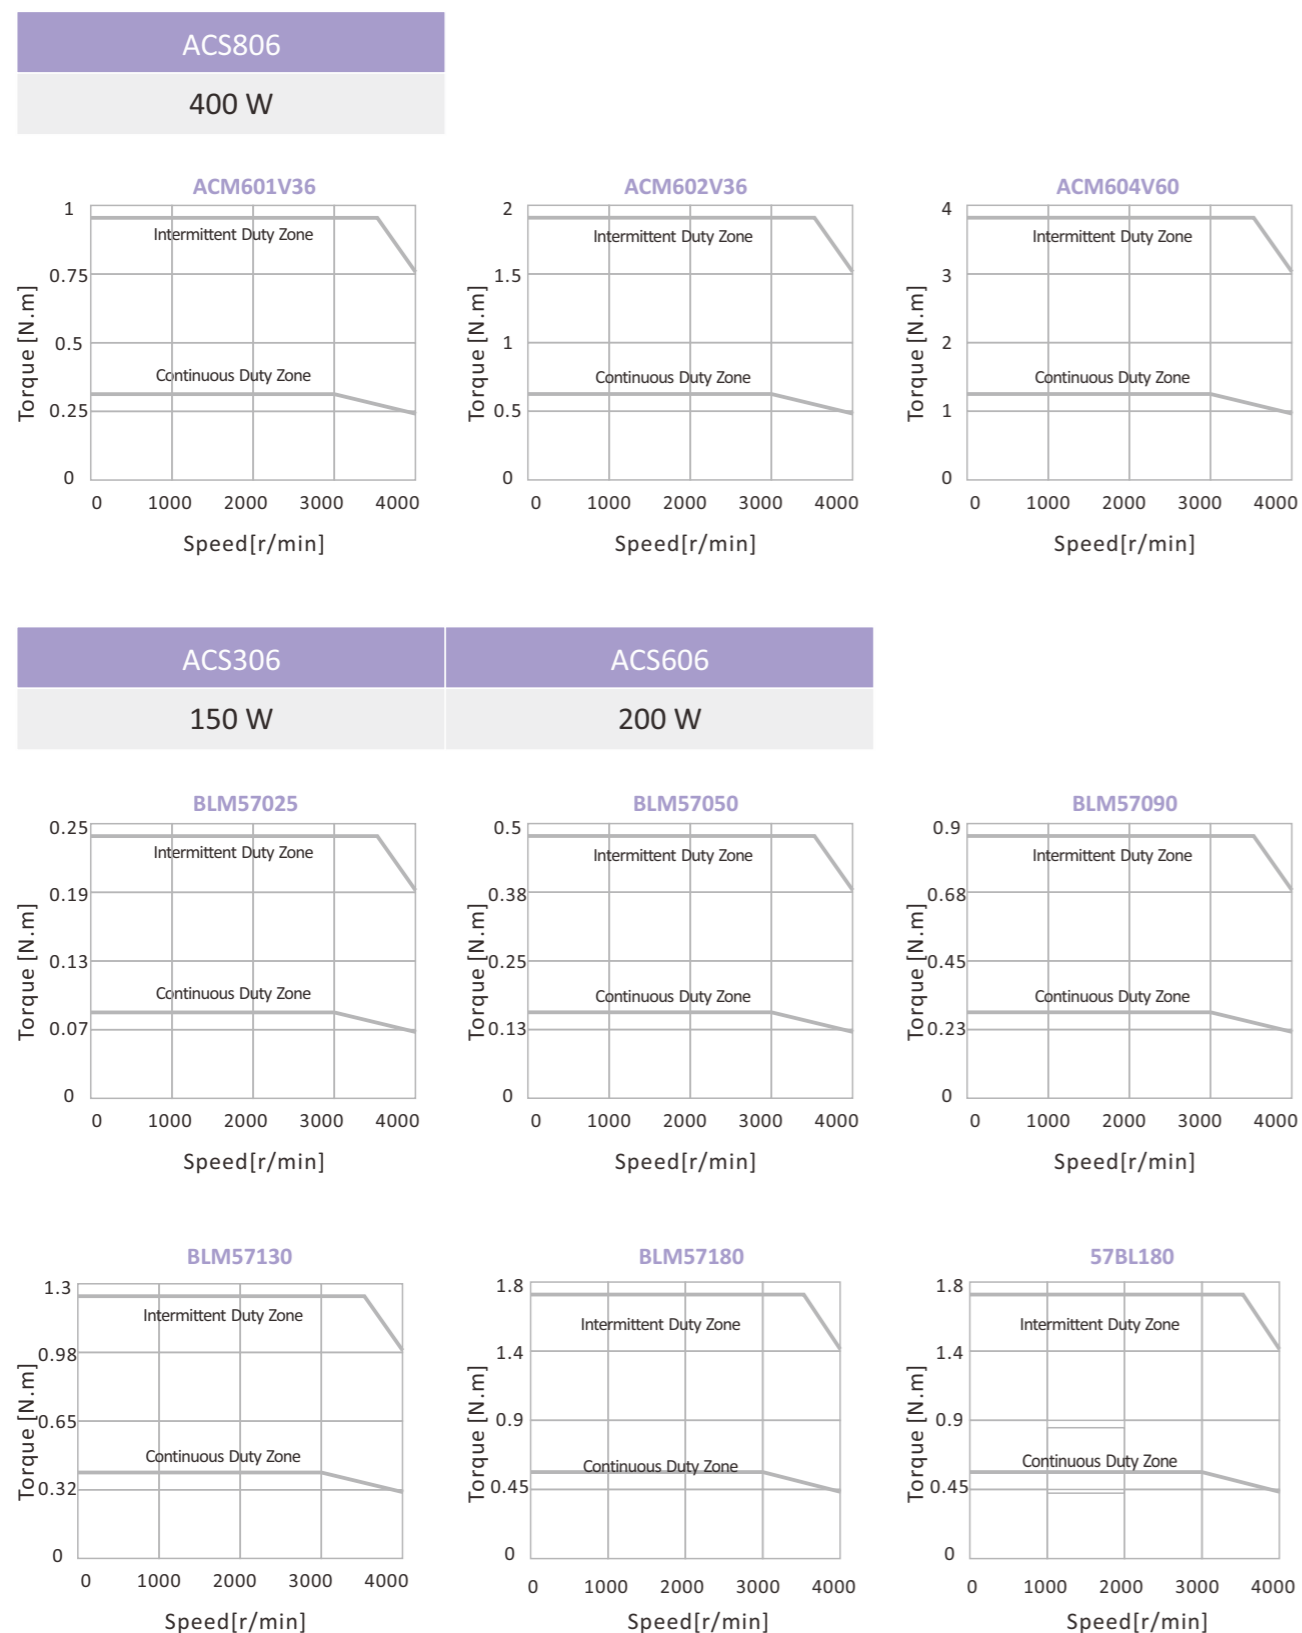 ACS806
400 W
ACM601V36
1
0.75
0.5
0.25
0
Torque [N.m]
Intermittent Duty Zone
Continuous Duty Zone
0 1000 2000 3000 4000
Speed[r/min]
ACM602V36
2
1.5
1
0.5
0
Torque [N.m]
Intermittent Duty Zone
Continuous Duty Zone
0 1000 2000 3000 4000
Speed[r/min]
ACM604V60
4
3
2
1
0
Torque [N.m]
Intermittent Duty Zone
Continuous Duty Zone
0 1000 2000 3000 4000
Speed[r/min]
ACS306 ACS606
150 W 200 W
BLM57025
0.25
0.19
0.13
0.07
0
Torque [N.m]
Intermittent Duty Zone
Continuous Duty Zone
0 1000 2000 3000 4000
Speed[r/min]
BLM57050
0.5
0.38
0.25
0.13
0
Torque [N.m]
Intermittent Duty Zone
Continuous Duty Zone
0 1000 2000 3000 4000
Speed[r/min]
BLM57090
0.9
0.68
0.45
0.23
0
Torque [N.m]
Intermittent Duty Zone
Continuous Duty Zone
0 1000 2000 3000 4000
Speed[r/min]
BLM57130
1.3
0.98
0.65
0.32
0
Torque [N.m]
Intermittent Duty Zone
Continuous Duty Zone
0 1000 2000 3000 4000
Speed[r/min]
BLM57180
1.8
1.4
0.9
0.45
0
Torque [N.m]
Intermittent Duty Zone
Continuous Duty Zone
0 1000 2000 3000 4000
Speed[r/min]
57BL180
1.8
1.4
0.9
0.45
0
Torque [N.m]
Intermittent Duty Zone
Continuous Duty Zone
0 1000 2000 3000 4000
Speed[r/min]